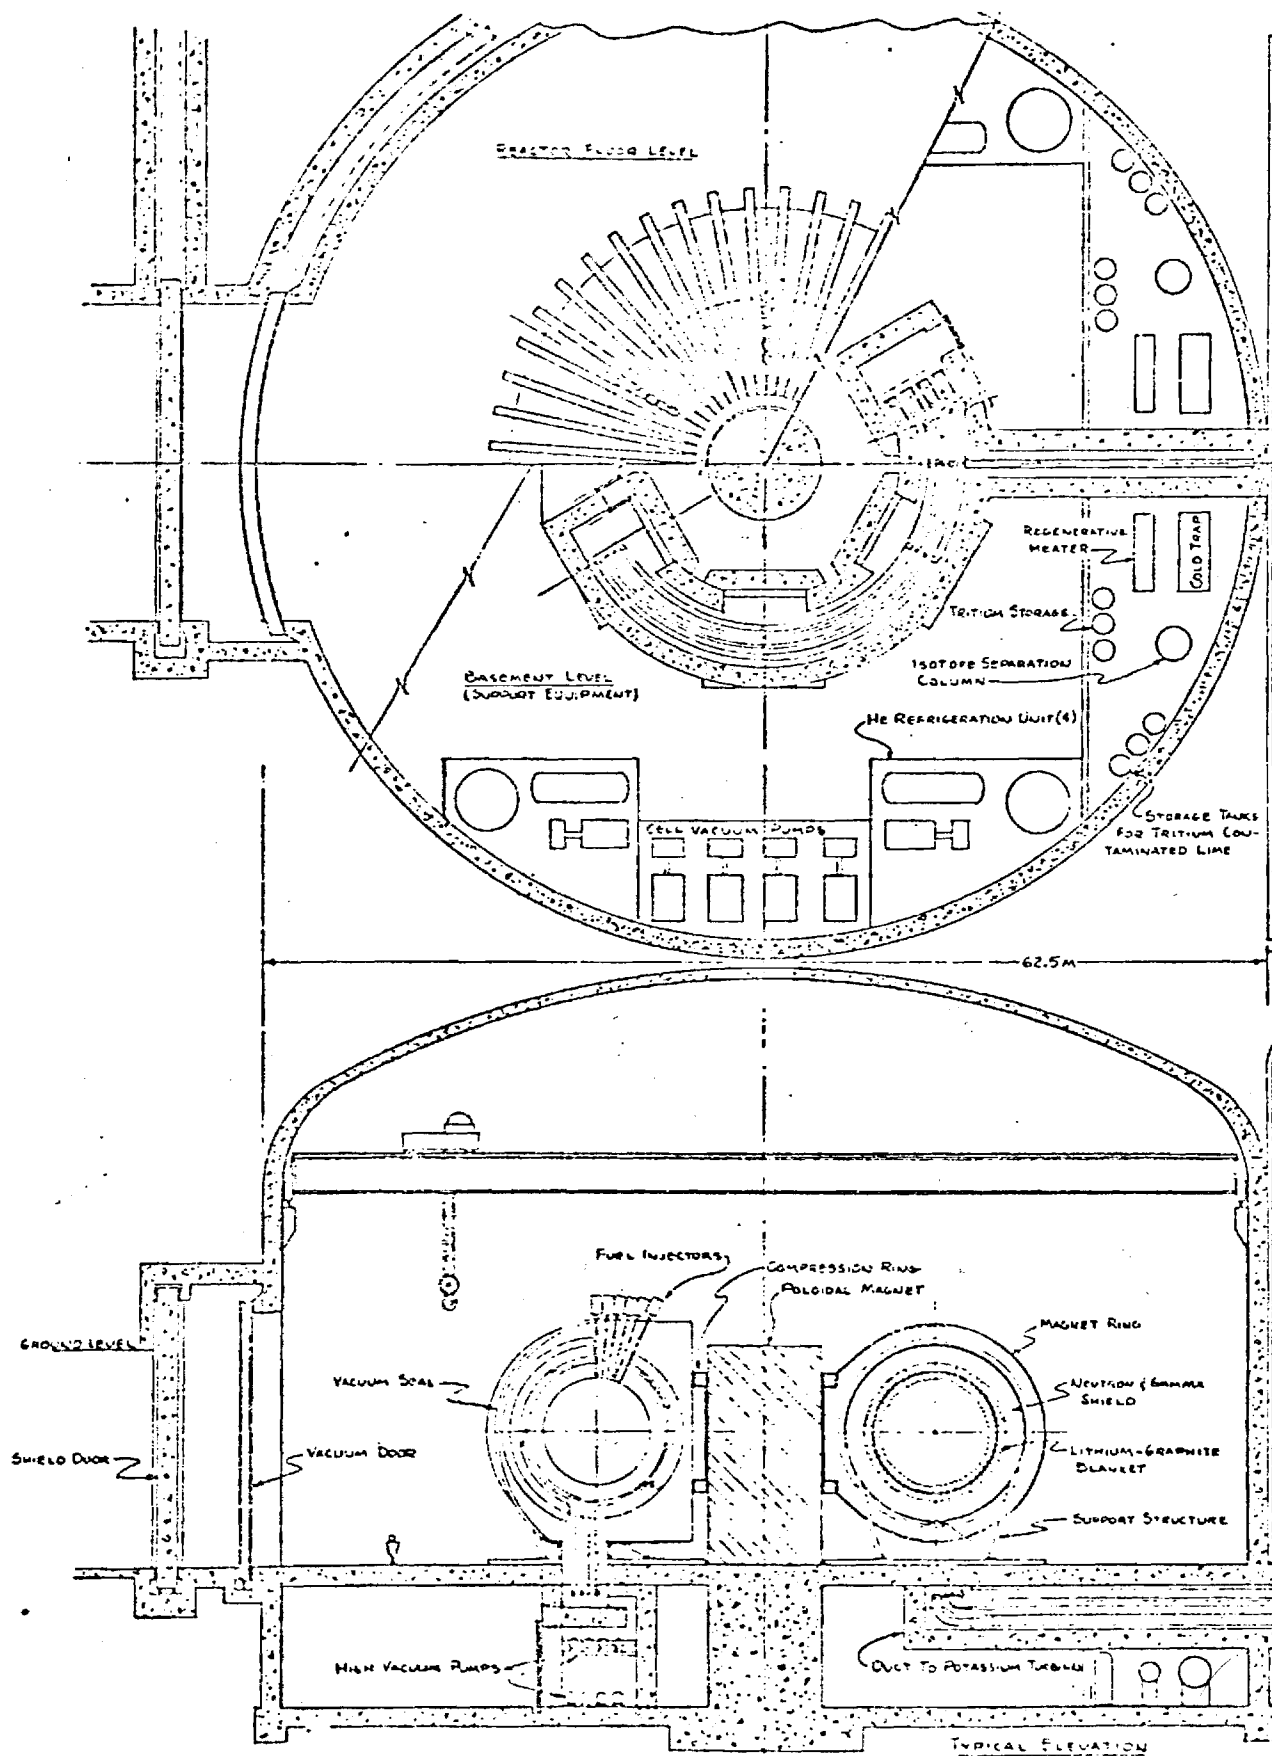 REACTOR FLOOR LEVEL
REGENERATIVE
HEATER
COLD TRAP
TRITIUM STORAGE
ISOTOPE SEPARATION
COLUMN
BASEMENT LEVEL
(SUPPORT EQUIPMENT)
HE REFRIGERATION UNIT(4)
CELL VACUUM PUMPS
STORAGE TANKS
FOR TRITIUM CON-
TAMINATED LIME
62.5M
FUEL INJECTORS
COMPRESSION RING
POLOIDAL MAGNET
GROUND LEVEL
MAGNET RING
VACUUM SEAL
NEUTRON & GAMMA
SHIELD
SHIELD DOOR
VACUUM DOOR
LITHIUM-GRAPHITE
BLANKET
SUPPORT STRUCTURE
HIGH VACUUM PUMPS
DUCT TO POTASSIUM TURBINE
TYPICAL ELEVATION